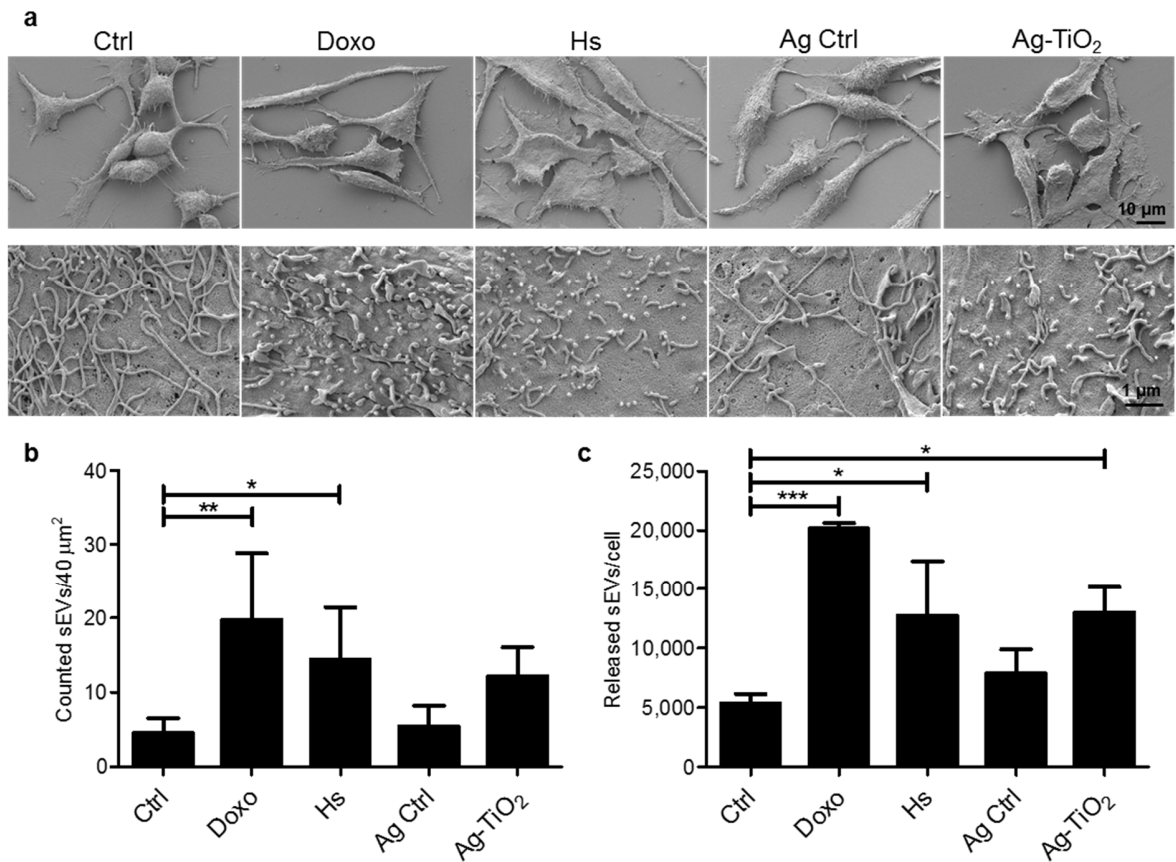 a
Ctrl Doxo Hs Ag Ctrl Ag-TiO₂
10 µm
1 µm
b
Counted sEVs/40 µm²
40
30
20
10
0
*
**
Ctrl Doxo Hs Ag Ctrl Ag-TiO₂
c
Released sEVs/cell
25,000
20,000
15,000
10,000
5,000
0
*
*
***
Ctrl Doxo Hs Ag Ctrl Ag-TiO₂